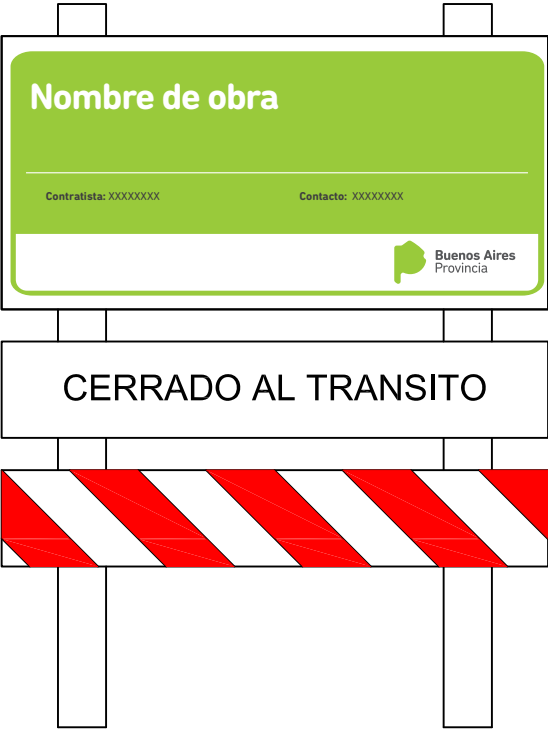 Nombre de obra
Contratista: XXXXXXXX Contacto: XXXXXXXX
Buenos Aires
Provincia
CERRADO AL TRANSITO